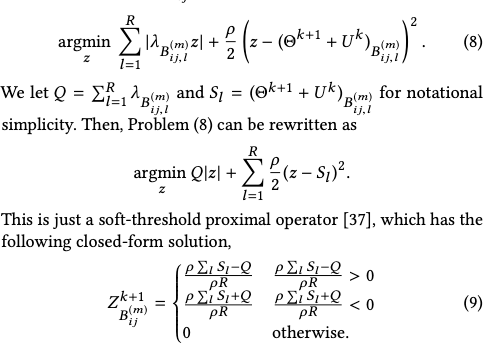 argmin_z ∑_{l=1}^{R} |λ_{B_{ij,l}^{(m)}} z| + ρ/2 (z − (Θ^{k+1} + U^k)_{B_{ij,l}^{(m)}})^2. (8)
We let Q = ∑_{l=1}^{R} λ_{B_{ij,l}^{(m)}} and S_l = (Θ^{k+1} + U^k)_{B_{ij,l}^{(m)}} for notational
simplicity. Then, Problem (8) can be rewritten as
argmin_z Q|z| + ∑_{l=1}^{R} ρ/2 (z − S_l)^2.
This is just a soft-threshold proximal operator [37], which has the
following closed-form solution,
Z^{k+1}_{B_{ij}^{(m)}} = { (ρ ∑_l S_l − Q)/(ρR)   (ρ ∑_l S_l − Q)/(ρR) > 0
(ρ ∑_l S_l + Q)/(ρR)   (ρ ∑_l S_l + Q)/(ρR) < 0   (9)
0   otherwise.